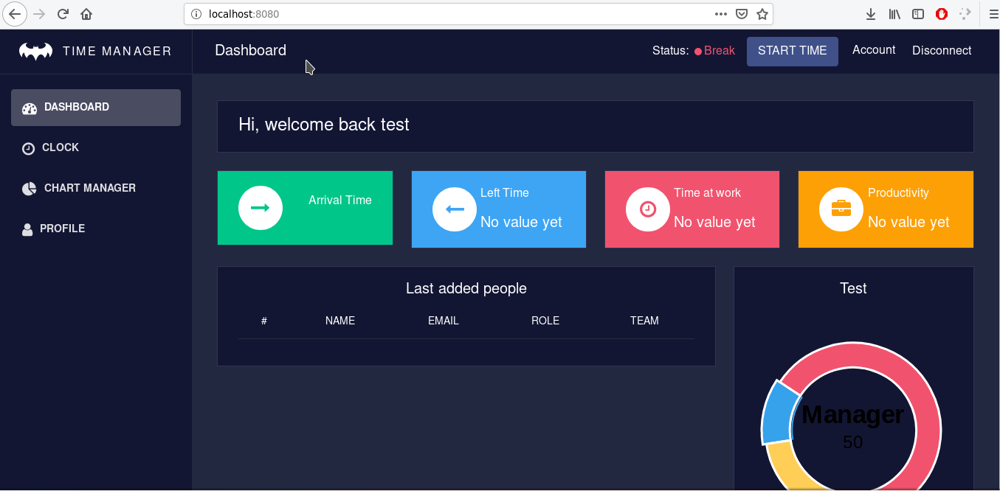 localhost:8080
TIME MANAGER
Dashboard
Status: Break
START TIME
Account
Disconnect
DASHBOARD
CLOCK
CHART MANAGER
PROFILE
Hi, welcome back test
Arrival Time
Left Time
No value yet
Time at work
No value yet
Productivity
No value yet
Last added people
# NAME EMAIL ROLE TEAM
Test
Manager
50